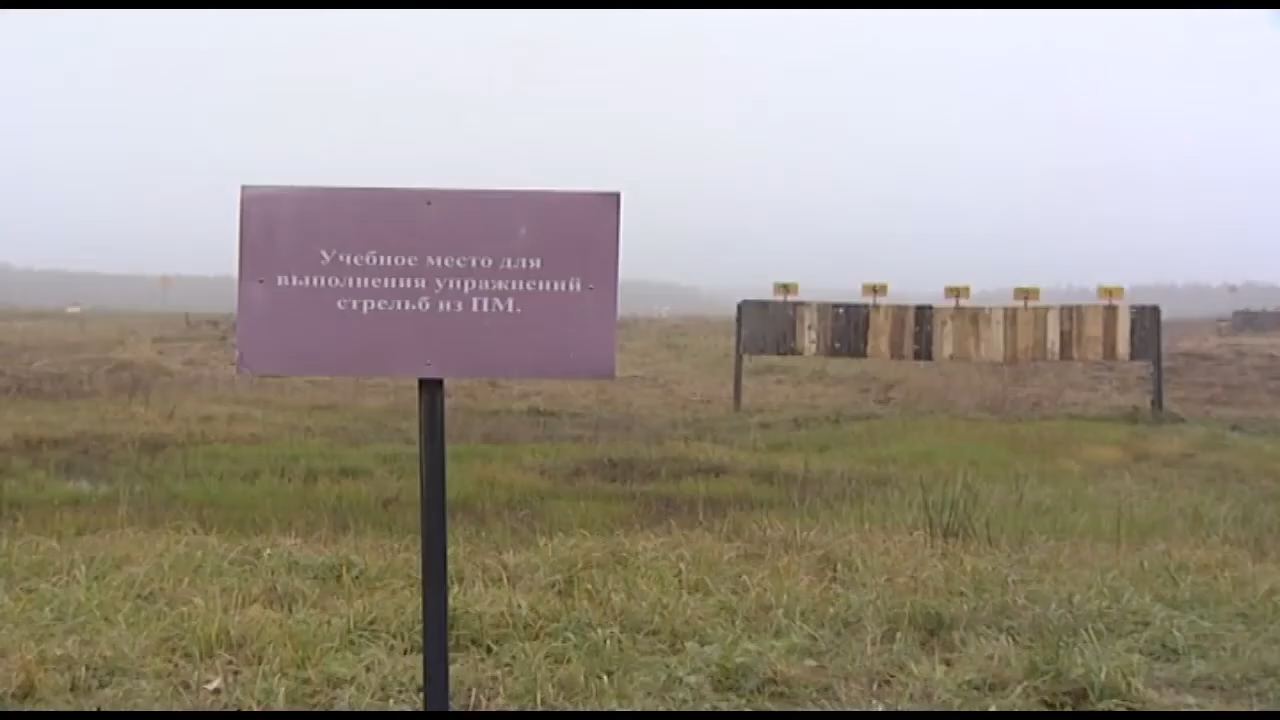 Учебное место для
выполнения упражнений
стрельб из ПМ.